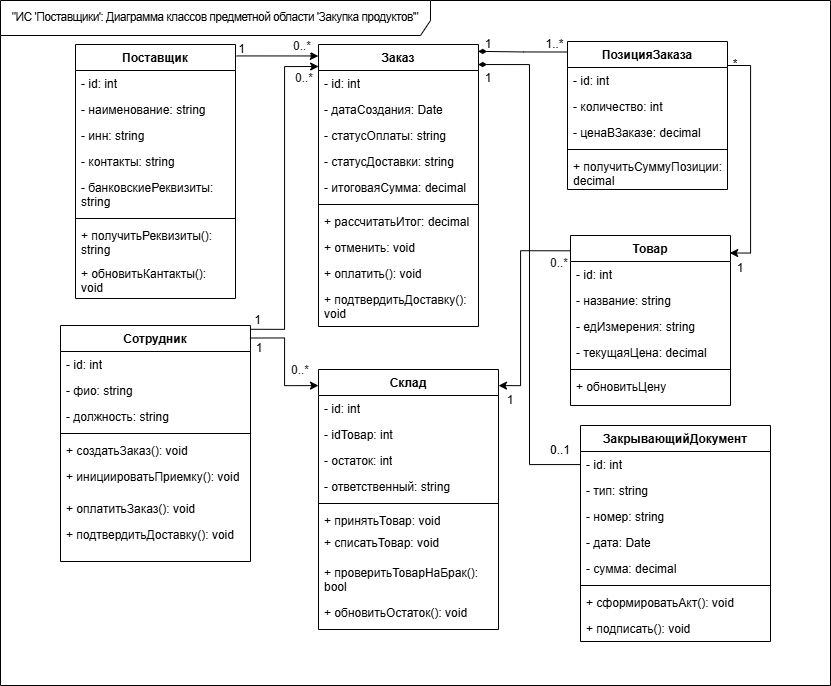 "ИС 'Поставщики': Диаграмма классов предметной области 'Закупка продуктов'"
Поставщик
- id: int
- наименование: string
- инн: string
- контакты: string
- банковскиеРеквизиты:
string
+ получитьРеквизиты():
string
+ обновитьКантакты():
void
1
0..*
0..*
Заказ
- id: int
- датаСоздания: Date
- статусОплаты: string
- статусДоставки: string
- итоговаяСумма: decimal
+ рассчитатьИтог: decimal
+ отменить: void
+ оплатить(): void
+ подтвердитьДоставку():
void
1
1..*
1
ПозицияЗаказа
- id: int
- количество: int
- ценаВЗаказе: decimal
+ получитьСуммуПозиции:
decimal
*
1
Товар
- id: int
- название: string
- едИзмерения: string
- текущаяЦена: decimal
+ обновитьЦену
0..*
1
Сотрудник
- id: int
- фио: string
- должность: string
+ создатьЗаказ(): void
+ инициироватьПриемку(): void
+ оплатитьЗаказ(): void
+ подтвердитьДоставку(): void
1
1
0..*
Склад
- id: int
- idТовар: int
- остаток: int
- ответственный: string
+ принятьТовар: void
+ списатьТовар: void
+ проверитьТоварНаБрак():
bool
+ обновитьОстаток(): void
0..1
ЗакрывающийДокумент
- id: int
- тип: string
- номер: string
- дата: Date
- сумма: decimal
+ сформироватьАкт(): void
+ подписать(): void